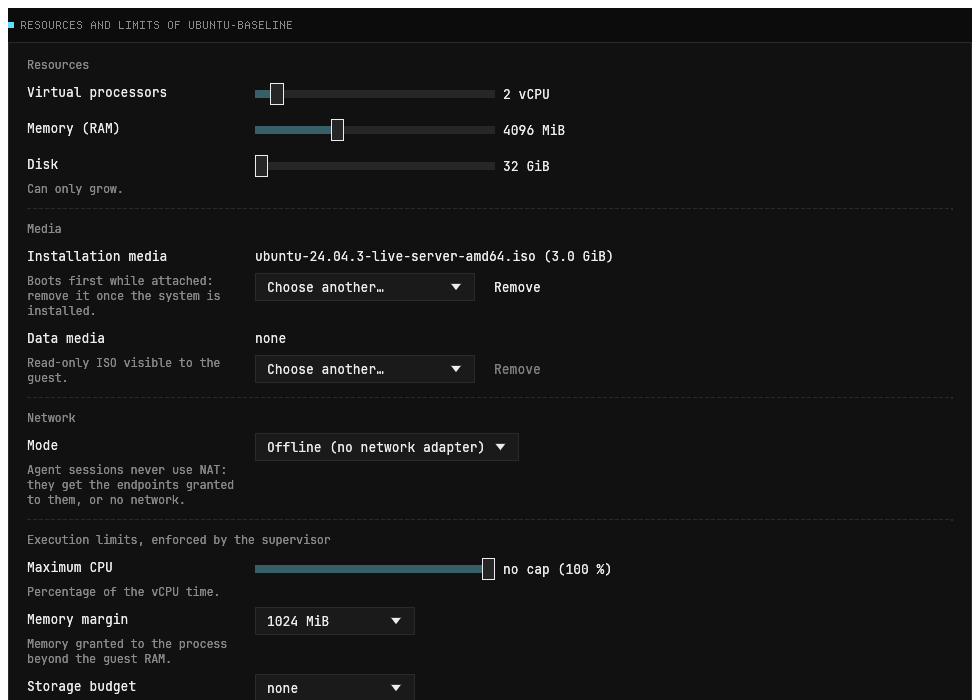 RESOURCES AND LIMITS OF UBUNTU-BASELINE
Resources
Virtual processors
2 vCPU
Memory (RAM)
4096 MiB
Disk
32 GiB
Can only grow.
Media
Installation media
ubuntu-24.04.3-live-server-amd64.iso (3.0 GiB)
Boots first while attached:
remove it once the system is
installed.
Choose another…
Remove
Data media
none
Read-only ISO visible to the
guest.
Choose another…
Remove
Network
Mode
Offline (no network adapter)
Agent sessions never use NAT:
they get the endpoints granted
to them, or no network.
Execution limits, enforced by the supervisor
Maximum CPU
no cap (100 %)
Percentage of the vCPU time.
Memory margin
1024 MiB
Memory granted to the process
beyond the guest RAM.
Storage budget
none